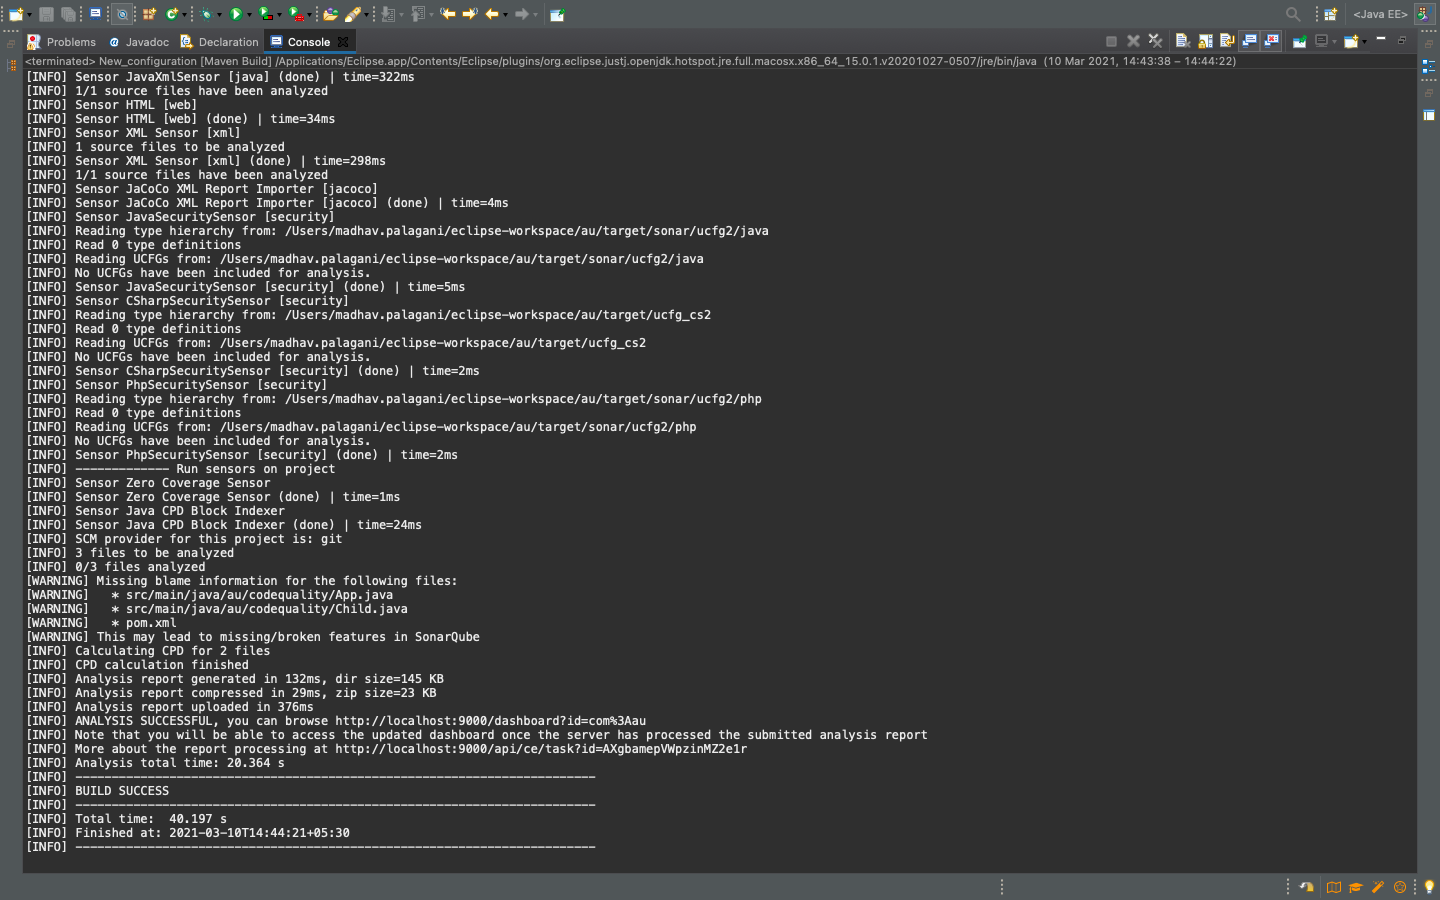 <Java EE>
Problems @ Javadoc Declaration Console
<terminated> New_configuration [Maven Build] /Applications/Eclipse.app/Contents/Eclipse/plugins/org.eclipse.justj.openjdk.hotspot.jre.full.macosx.x86_64_15.0.1.v20201027-0507/jre/bin/java (10 Mar 2021, 14:43:38 – 14:44:22)
[INFO] Sensor JavaXmlSensor [java] (done) | time=322ms
[INFO] 1/1 source files have been analyzed
[INFO] Sensor HTML [web]
[INFO] Sensor HTML [web] (done) | time=34ms
[INFO] Sensor XML Sensor [xml]
[INFO] 1 source files to be analyzed
[INFO] Sensor XML Sensor [xml] (done) | time=298ms
[INFO] 1/1 source files have been analyzed
[INFO] Sensor JaCoCo XML Report Importer [jacoco]
[INFO] Sensor JaCoCo XML Report Importer [jacoco] (done) | time=4ms
[INFO] Sensor JavaSecuritySensor [security]
[INFO] Reading type hierarchy from: /Users/madhav.palagani/eclipse-workspace/au/target/sonar/ucfg2/java
[INFO] Read 0 type definitions
[INFO] Reading UCFGs from: /Users/madhav.palagani/eclipse-workspace/au/target/sonar/ucfg2/java
[INFO] No UCFGs have been included for analysis.
[INFO] Sensor JavaSecuritySensor [security] (done) | time=5ms
[INFO] Sensor CSharpSecuritySensor [security]
[INFO] Reading type hierarchy from: /Users/madhav.palagani/eclipse-workspace/au/target/ucfg_cs2
[INFO] Read 0 type definitions
[INFO] Reading UCFGs from: /Users/madhav.palagani/eclipse-workspace/au/target/ucfg_cs2
[INFO] No UCFGs have been included for analysis.
[INFO] Sensor CSharpSecuritySensor [security] (done) | time=2ms
[INFO] Sensor PhpSecuritySensor [security]
[INFO] Reading type hierarchy from: /Users/madhav.palagani/eclipse-workspace/au/target/sonar/ucfg2/php
[INFO] Read 0 type definitions
[INFO] Reading UCFGs from: /Users/madhav.palagani/eclipse-workspace/au/target/sonar/ucfg2/php
[INFO] No UCFGs have been included for analysis.
[INFO] Sensor PhpSecuritySensor [security] (done) | time=2ms
[INFO] ------------- Run sensors on project
[INFO] Sensor Zero Coverage Sensor
[INFO] Sensor Zero Coverage Sensor (done) | time=1ms
[INFO] Sensor Java CPD Block Indexer
[INFO] Sensor Java CPD Block Indexer (done) | time=24ms
[INFO] SCM provider for this project is: git
[INFO] 3 files to be analyzed
[INFO] 0/3 files analyzed
[WARNING] Missing blame information for the following files:
[WARNING]   * src/main/java/au/codequality/App.java
[WARNING]   * src/main/java/au/codequality/Child.java
[WARNING]   * pom.xml
[WARNING] This may lead to missing/broken features in SonarQube
[INFO] Calculating CPD for 2 files
[INFO] CPD calculation finished
[INFO] Analysis report generated in 132ms, dir size=145 KB
[INFO] Analysis report compressed in 29ms, zip size=23 KB
[INFO] Analysis report uploaded in 376ms
[INFO] ANALYSIS SUCCESSFUL, you can browse http://localhost:9000/dashboard?id=com%3Aau
[INFO] Note that you will be able to access the updated dashboard once the server has processed the submitted analysis report
[INFO] More about the report processing at http://localhost:9000/api/ce/task?id=AXgbamepVWpzinMZ2e1r
[INFO] Analysis total time: 20.364 s
[INFO] ------------------------------------------------------------------------
[INFO] BUILD SUCCESS
[INFO] ------------------------------------------------------------------------
[INFO] Total time:  40.197 s
[INFO] Finished at: 2021-03-10T14:44:21+05:30
[INFO] ------------------------------------------------------------------------